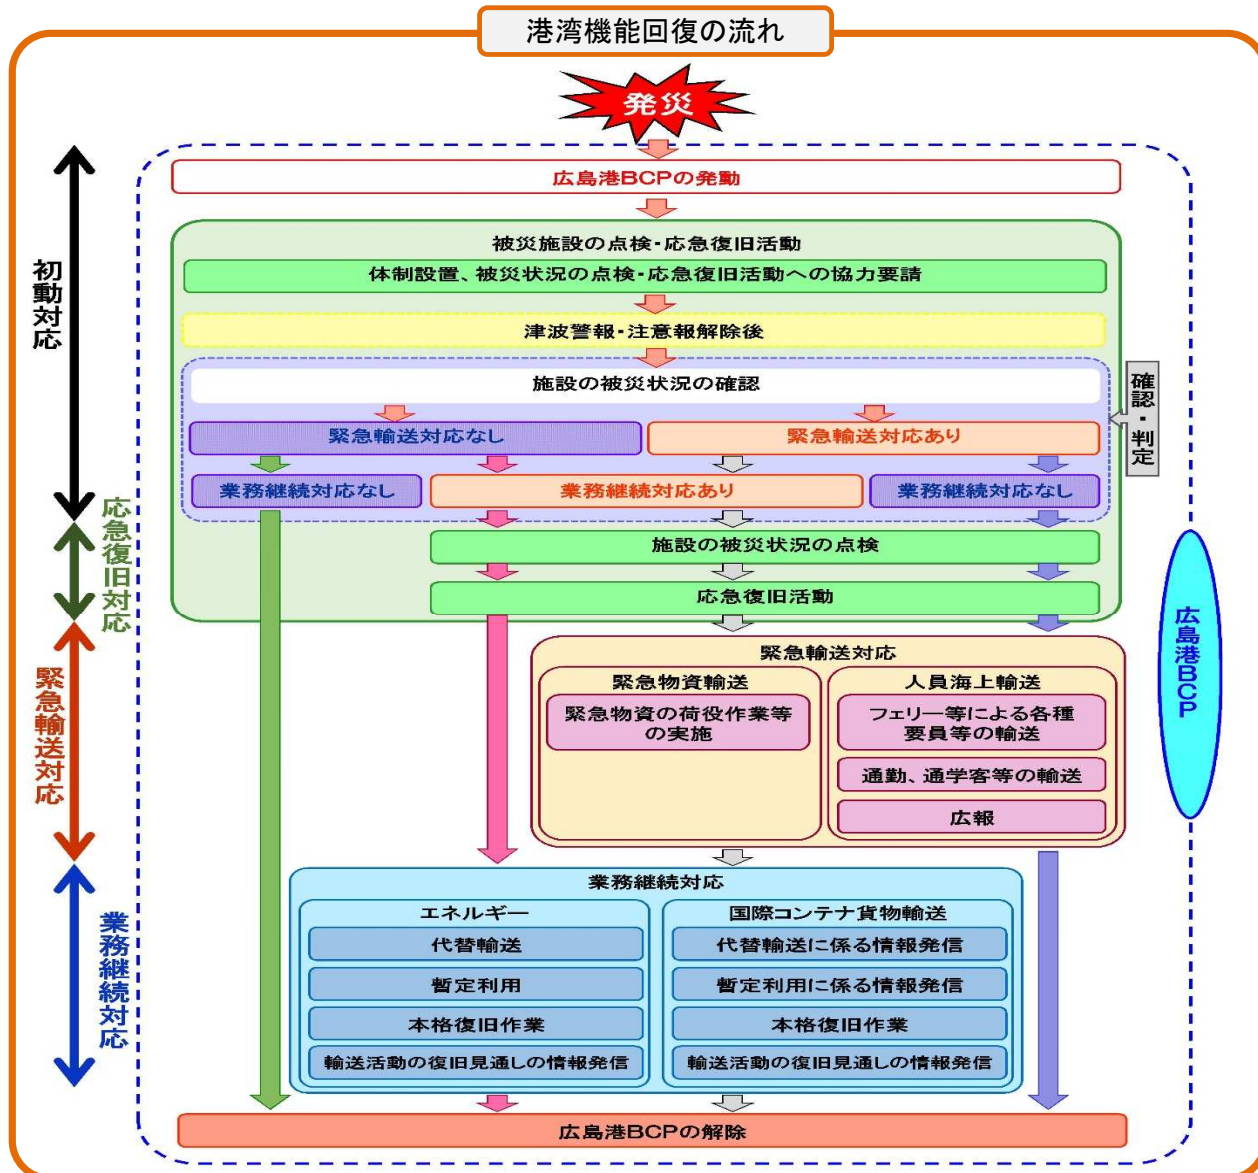 港湾機能回復の流れ
発災
広島港BCPの発動
被災施設の点検・応急復旧活動
体制設置、被災状況の点検・応急復旧活動への協力要請
津波警報・注意報解除後
施設の被災状況の確認
緊急輸送対応なし
緊急輸送対応あり
業務継続対応なし
業務継続対応あり
業務継続対応なし
確認・判定
施設の被災状況の点検
応急復旧活動
初動対応
応急復旧対応
緊急輸送対応
業務継続対応
広島港BCP
緊急輸送対応
緊急物資輸送
緊急物資の荷役作業等
の実施
人員海上輸送
フェリー等による各種
要員等の輸送
通勤、通学客等の輸送
広報
業務継続対応
エネルギー
代替輸送
暫定利用
本格復旧作業
輸送活動の復旧見通しの情報発信
国際コンテナ貨物輸送
代替輸送に係る情報発信
暫定利用に係る情報発信
本格復旧作業
輸送活動の復旧見通しの情報発信
広島港BCPの解除